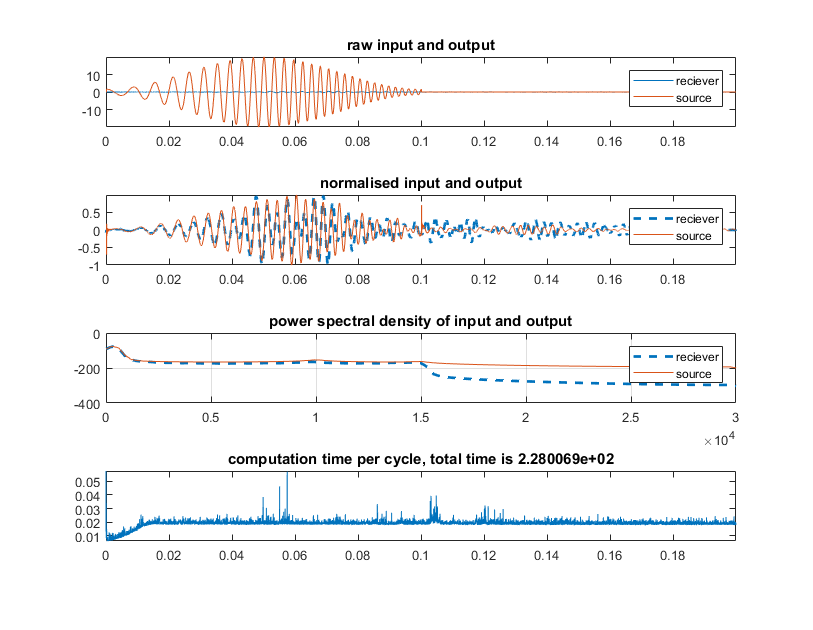 raw input and output
10
0
-10
reciever
source
0 0.02 0.04 0.06 0.08 0.1 0.12 0.14 0.16 0.18
normalised input and output
0.5
0
-0.5
-1
reciever
source
0 0.02 0.04 0.06 0.08 0.1 0.12 0.14 0.16 0.18
power spectral density of input and output
0
-200
-400
reciever
source
0 0.5 1 1.5 2 2.5 3
×10⁴
computation time per cycle, total time is 2.280069e+02
0.05
0.04
0.03
0.02
0.01
0 0.02 0.04 0.06 0.08 0.1 0.12 0.14 0.16 0.18